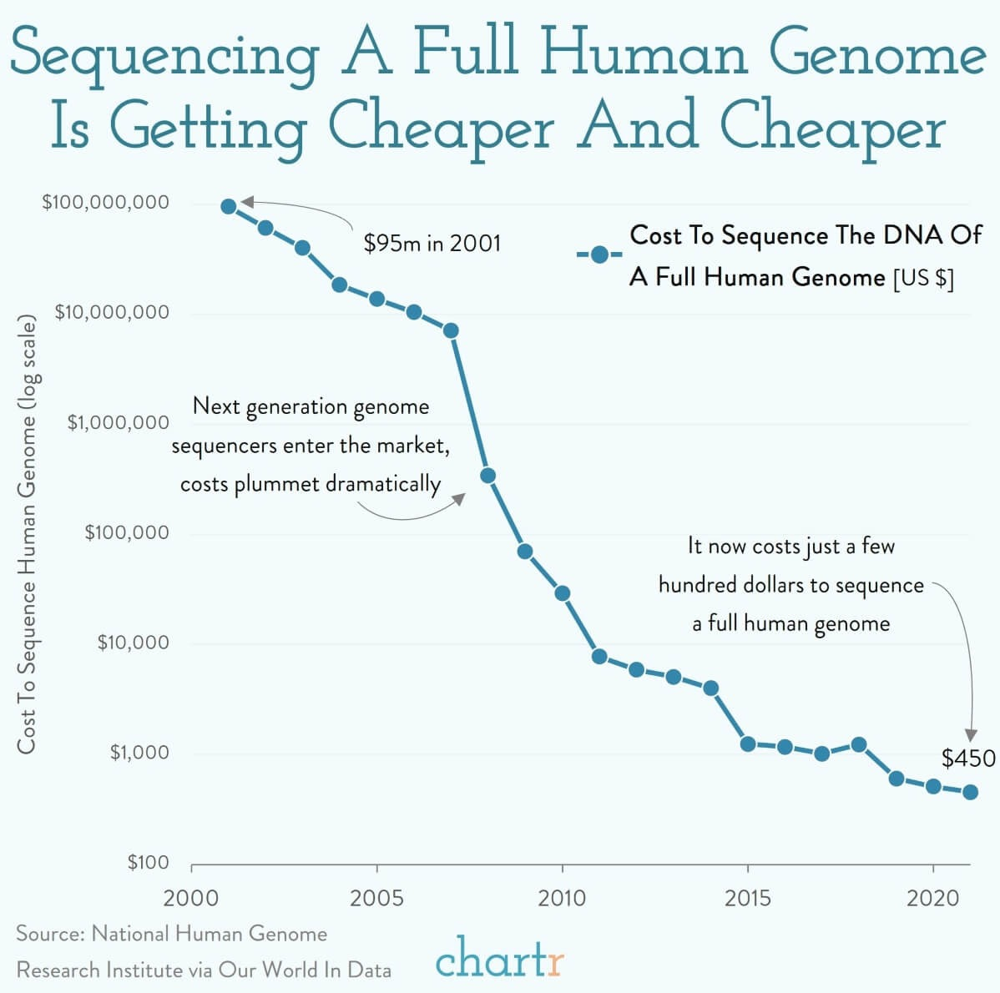 Sequencing A Full Human Genome
Is Getting Cheaper And Cheaper
$100,000,000
$10,000,000
$1,000,000
$100,000
$10,000
$1,000
$100
Cost To Sequence Human Genome (log scale)
$95m in 2001
Cost To Sequence The DNA Of
A Full Human Genome [US $]
Next generation genome
sequencers enter the market,
costs plummet dramatically
It now costs just a few
hundred dollars to sequence
a full human genome
$450
2000
2005
2010
2015
2020
Source: National Human Genome
Research Institute via Our World In Data
chartr